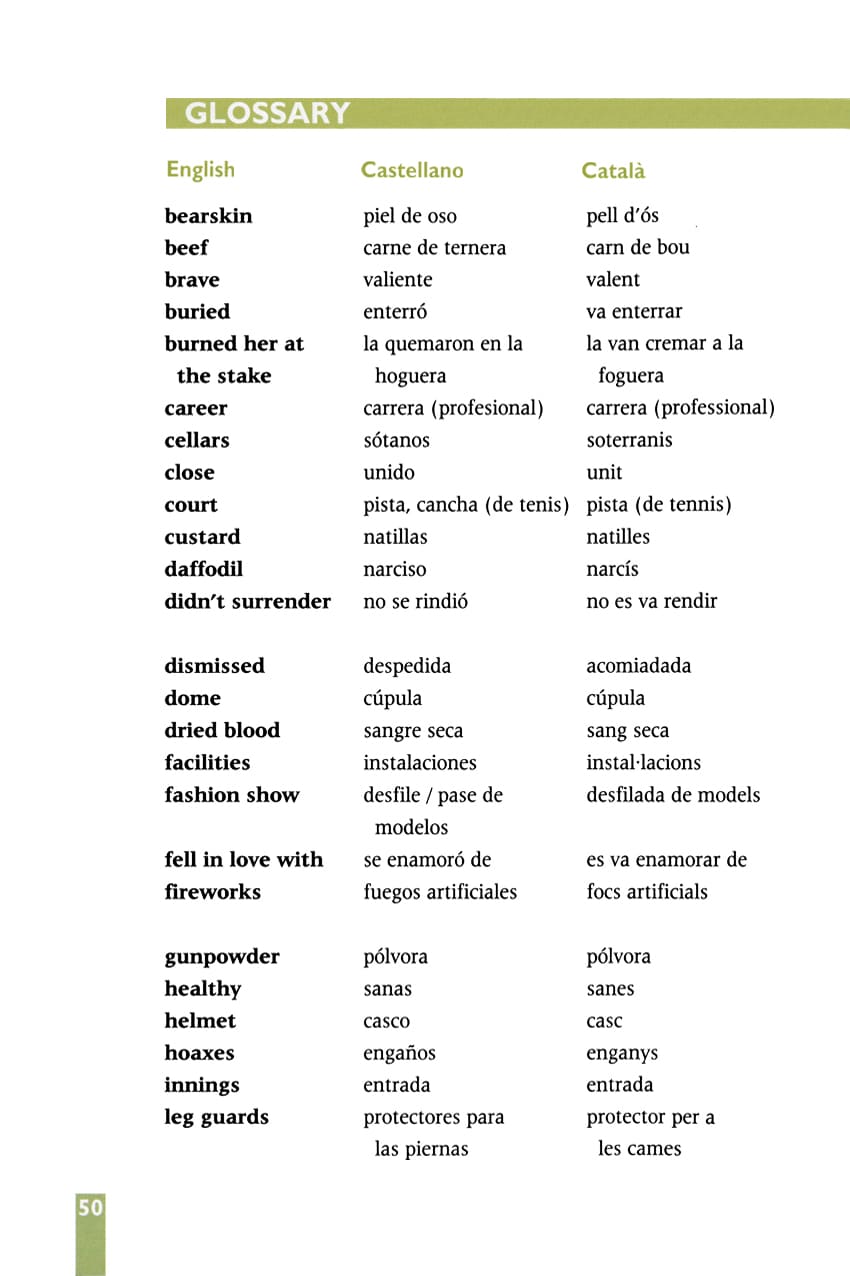 GLOSSARY
English Castellano Català
bearskin piel de oso pell d'ós
beef carne de ternera carn de bou
brave valiente valent
buried enterró va enterrar
burned her at la quemaron en la la van cremar a la
the stake hoguera foguera
career carrera (profesional) carrera (professional)
cellars sótanos soterranis
close unido unit
court pista, cancha (de tenis) pista (de tennis)
custard natillas natilles
daffodil narciso narcís
didn't surrender no se rindió no es va rendir
dismissed despedida acomiadada
dome cúpula cúpula
dried blood sangre seca sang seca
facilities instalaciones instal·lacions
fashion show desfile / pase de desfilada de models
modelos
fell in love with se enamoró de es va enamorar de
fireworks fuegos artificiales focs artificials
gunpowder pólvora pólvora
healthy sanas sanes
helmet casco casc
hoaxes engaños enganys
innings entrada entrada
leg guards protectores para protector per a
las piernas les cames
50